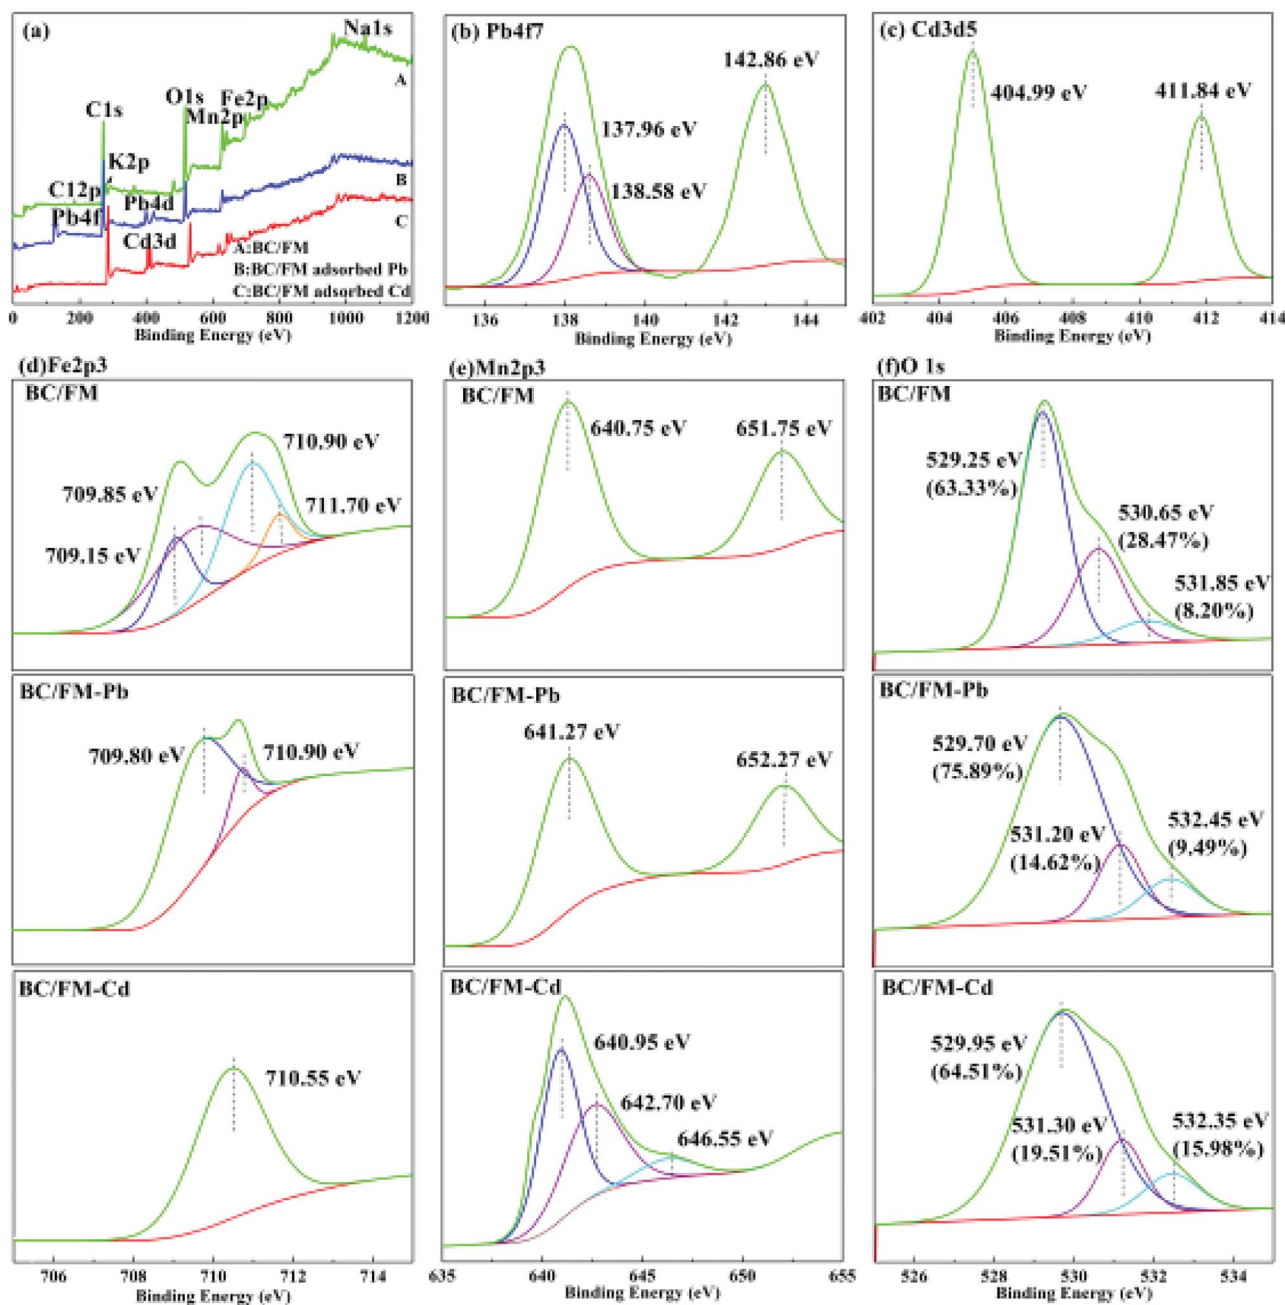 (a)
Na1s
A
C1s
O1s
Fe2p
Mn2p
K2p
C12p
Pb4f
Pb4d
B
Cd3d
C
A:BC/FM
B:BC/FM adsorbed Pb
C:BC/FM adsorbed Cd
0 200 400 600 800 1000 1200
Binding Energy (eV)
(b) Pb4f7
142.86 eV
137.96 eV
138.58 eV
136 138 140 142 144
Binding Energy (eV)
(c) Cd3d5
404.99 eV
411.84 eV
402 404 406 408 410 412 414
Binding Energy (eV)
(d)Fe2p3
BC/FM
710.90 eV
709.85 eV
711.70 eV
709.15 eV
BC/FM-Pb
709.80 eV
710.90 eV
BC/FM-Cd
710.55 eV
706 708 710 712 714
Binding Energy (eV)
(e)Mn2p3
BC/FM
640.75 eV
651.75 eV
BC/FM-Pb
641.27 eV
652.27 eV
BC/FM-Cd
640.95 eV
642.70 eV
646.55 eV
635 640 645 650 655
Binding Energy (eV)
(f)O 1s
BC/FM
529.25 eV
(63.33%)
530.65 eV
(28.47%)
531.85 eV
(8.20%)
BC/FM-Pb
529.70 eV
(75.89%)
531.20 eV
(14.62%)
532.45 eV
(9.49%)
BC/FM-Cd
529.95 eV
(64.51%)
531.30 eV
(19.51%)
532.35 eV
(15.98%)
526 528 530 532 534
Binding Energy (eV)